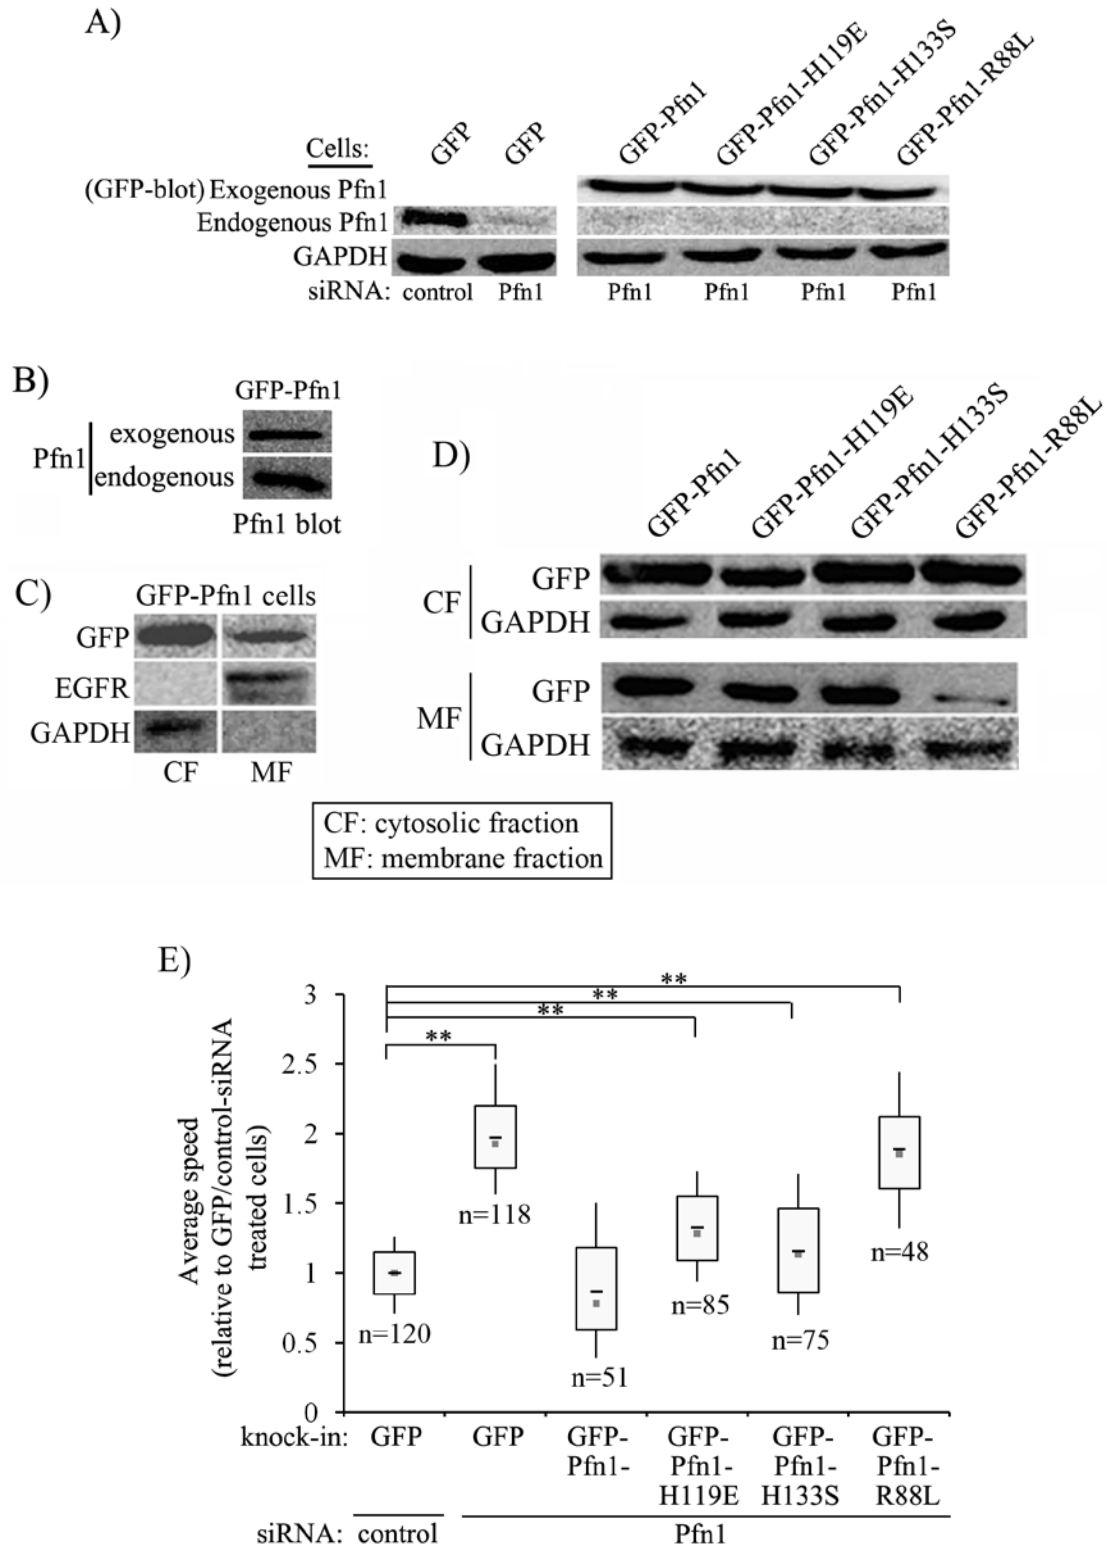 A)
Cells:
GFP
GFP
GFP-Pfn1
GFP-Pfn1-H119E
GFP-Pfn1-H133S
GFP-Pfn1-R88L
(GFP-blot) Exogenous Pfn1
Endogenous Pfn1
GAPDH
siRNA: control Pfn1 Pfn1 Pfn1 Pfn1 Pfn1
B)
GFP-Pfn1
Pfn1
exogenous
endogenous
Pfn1 blot
C)
GFP-Pfn1 cells
GFP
EGFR
GAPDH
CF MF
D)
GFP-Pfn1
GFP-Pfn1-H119E
GFP-Pfn1-H133S
GFP-Pfn1-R88L
CF
GFP
GAPDH
MF
GFP
GAPDH
CF: cytosolic fraction
MF: membrane fraction
E)
Average speed
(relative to GFP/control-siRNA
treated cells)
3
2.5
2
1.5
1
0.5
0
**
**
**
**
n=120
n=118
n=51
n=85
n=75
n=48
knock-in: GFP GFP GFP- GFP- GFP- GFP-
Pfn1- Pfn1- Pfn1- Pfn1-
H119E H133S R88L
siRNA: control Pfn1